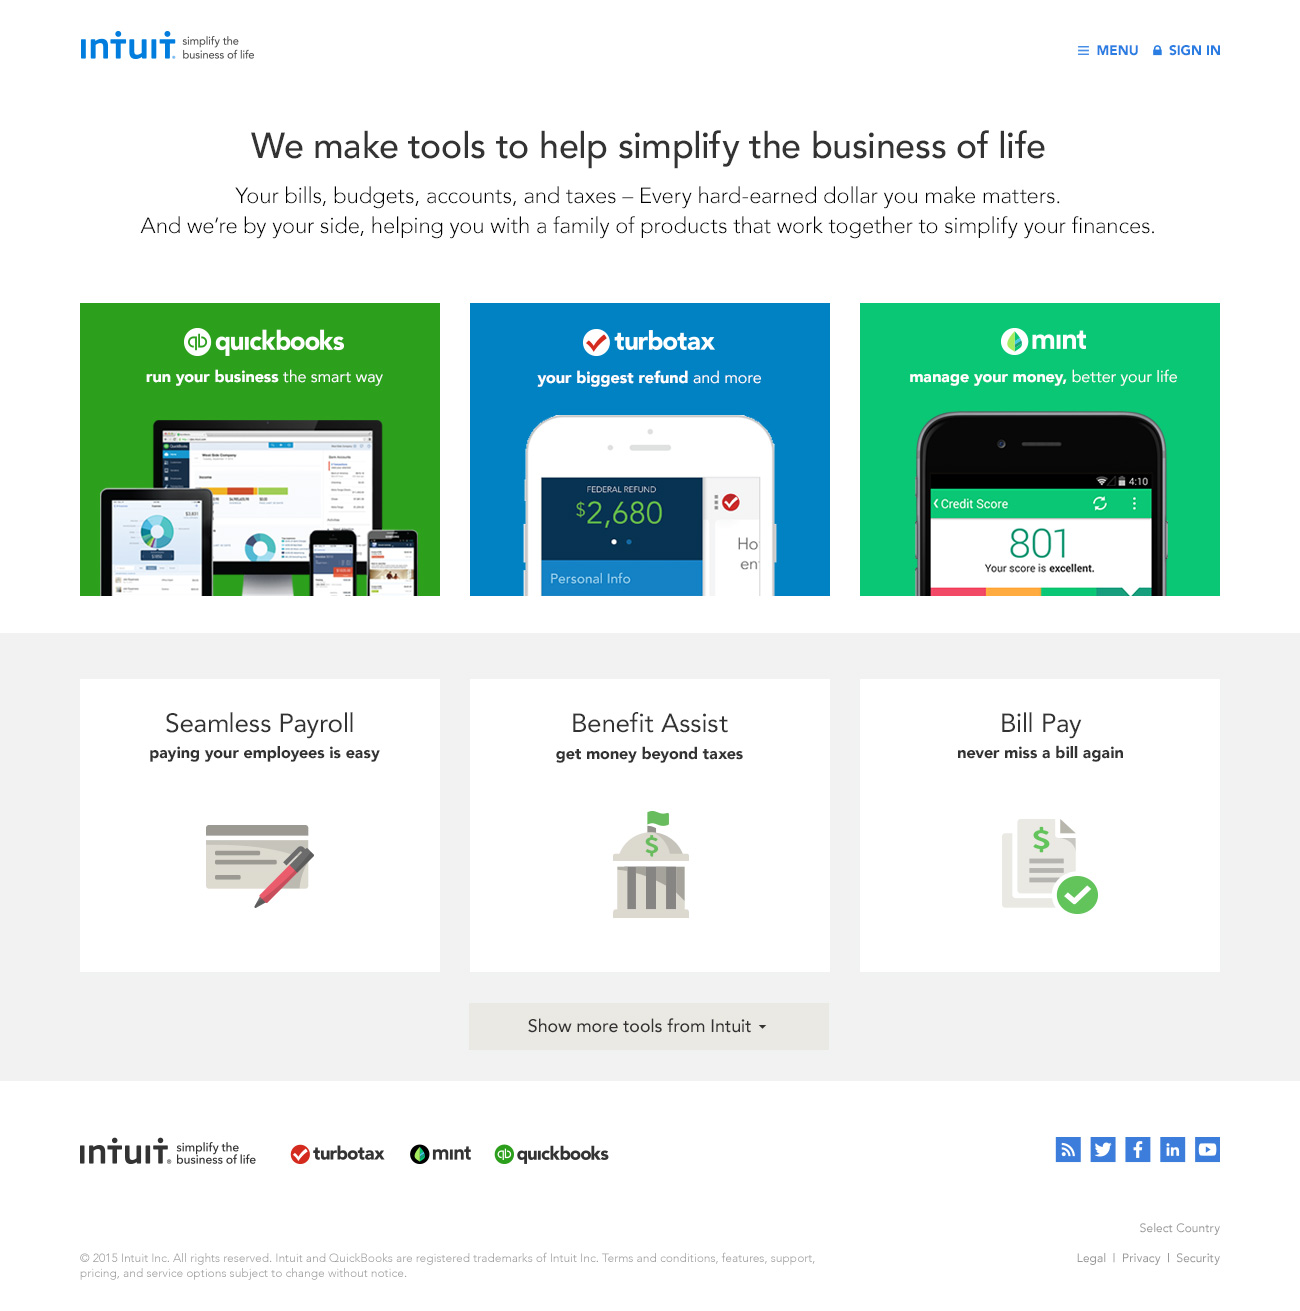 intuit simplify the
business of life
MENU SIGN IN
We make tools to help simplify the business of life
Your bills, budgets, accounts, and taxes – Every hard-earned dollar you make matters.
And we're by your side, helping you with a family of products that work together to simplify your finances.
quickbooks
run your business the smart way
turbotax
your biggest refund and more
FEDERAL REFUND
$2,680
Personal Info
Ho
en
mint
manage your money, better your life
4:10
Credit Score
801
Your score is excellent.
Seamless Payroll
paying your employees is easy
Benefit Assist
get money beyond taxes
$
Bill Pay
never miss a bill again
$
Show more tools from Intuit
intuit simplify the
business of life
turbotax mint quickbooks
Select Country
© 2015 Intuit Inc. All rights reserved. Intuit and QuickBooks are registered trademarks of Intuit Inc. Terms and conditions, features, support,
pricing, and service options subject to change without notice.
Legal | Privacy | Security